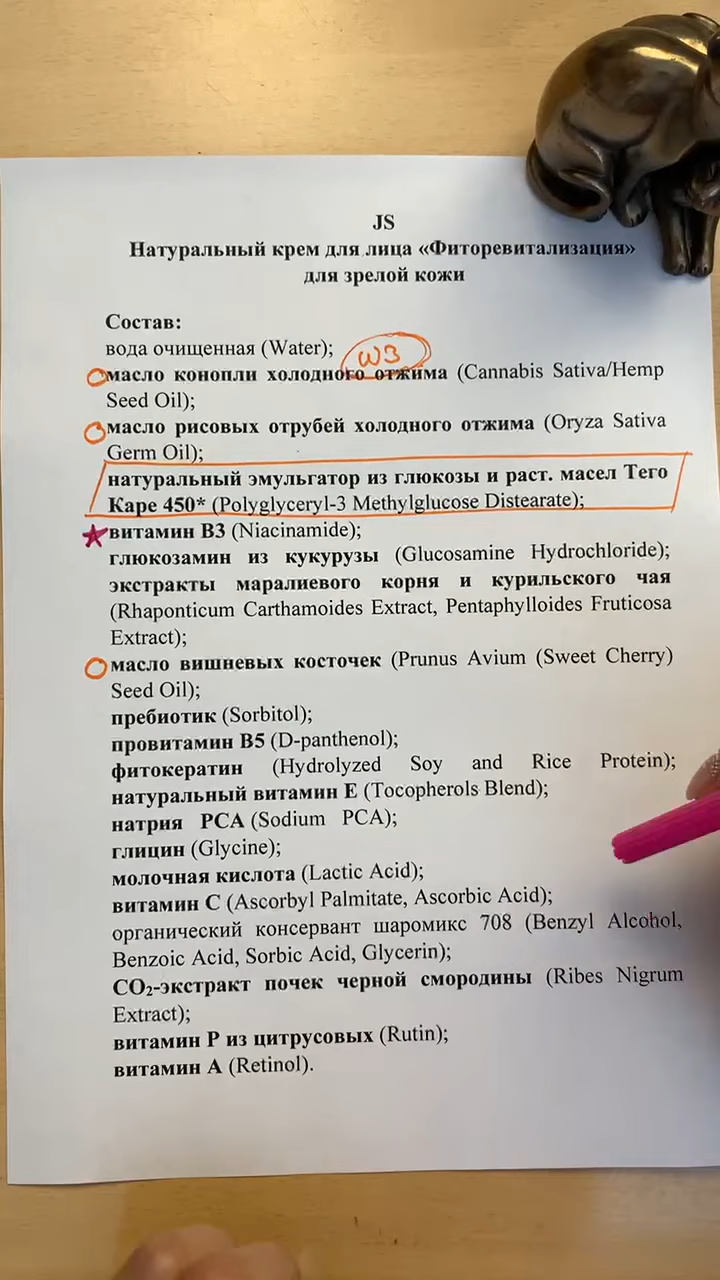 JS
Натуральный крем для лица «Фиторевитализация»
для зрелой кожи
Состав:
вода очищенная (Water);
ω3
масло конопли холодного отжима (Cannabis Sativa/Hemp
Seed Oil);
масло рисовых отрубей холодного отжима (Oryza Sativa
Germ Oil);
натуральный эмульгатор из глюкозы и раст. масел Тего
Каре 450* (Polyglyceryl-3 Methylglucose Distearate);
витамин В3 (Niacinamide);
глюкозамин из кукурузы (Glucosamine Hydrochloride);
экстракты маралиевого корня и курильского чая
(Rhaponticum Carthamoides Extract, Pentaphylloides Fruticosa
Extract);
масло вишневых косточек (Prunus Avium (Sweet Cherry)
Seed Oil);
пребиотик (Sorbitol);
провитамин В5 (D-panthenol);
фитокератин (Hydrolyzed Soy and Rice Protein);
натуральный витамин Е (Tocopherols Blend);
натрия PCA (Sodium PCA);
глицин (Glycine);
молочная кислота (Lactic Acid);
витамин С (Ascorbyl Palmitate, Ascorbic Acid);
органический консервант шаромикс 708 (Benzyl Alcohol,
Benzoic Acid, Sorbic Acid, Glycerin);
СО₂-экстракт почек черной смородины (Ribes Nigrum
Extract);
витамин Р из цитрусовых (Rutin);
витамин А (Retinol).